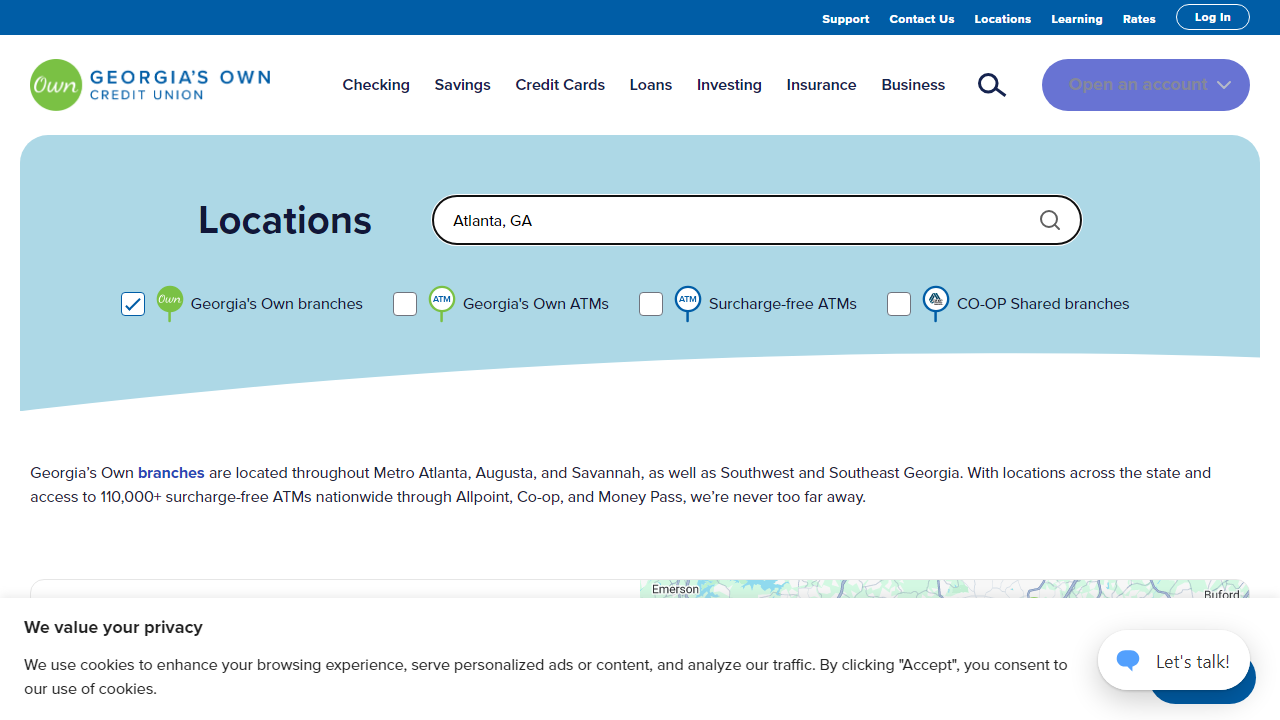 Support Contact Us Locations Learning Rates Log In
Own GEORGIA'S OWN
CREDIT UNION
Checking Savings Credit Cards Loans Investing Insurance Business Open an account
Locations
Atlanta, GA
Own Georgia's Own branches ATM Georgia's Own ATMs ATM Surcharge-free ATMs CO-OP Shared branches
Georgia’s Own branches are located throughout Metro Atlanta, Augusta, and Savannah, as well as Southwest and Southeast Georgia. With locations across the state and
access to 110,000+ surcharge-free ATMs nationwide through Allpoint, Co-op, and Money Pass, we’re never too far away.
Emerson
Buford
We value your privacy
We use cookies to enhance your browsing experience, serve personalized ads or content, and analyze our traffic. By clicking "Accept", you consent to
our use of cookies.
Let's talk!